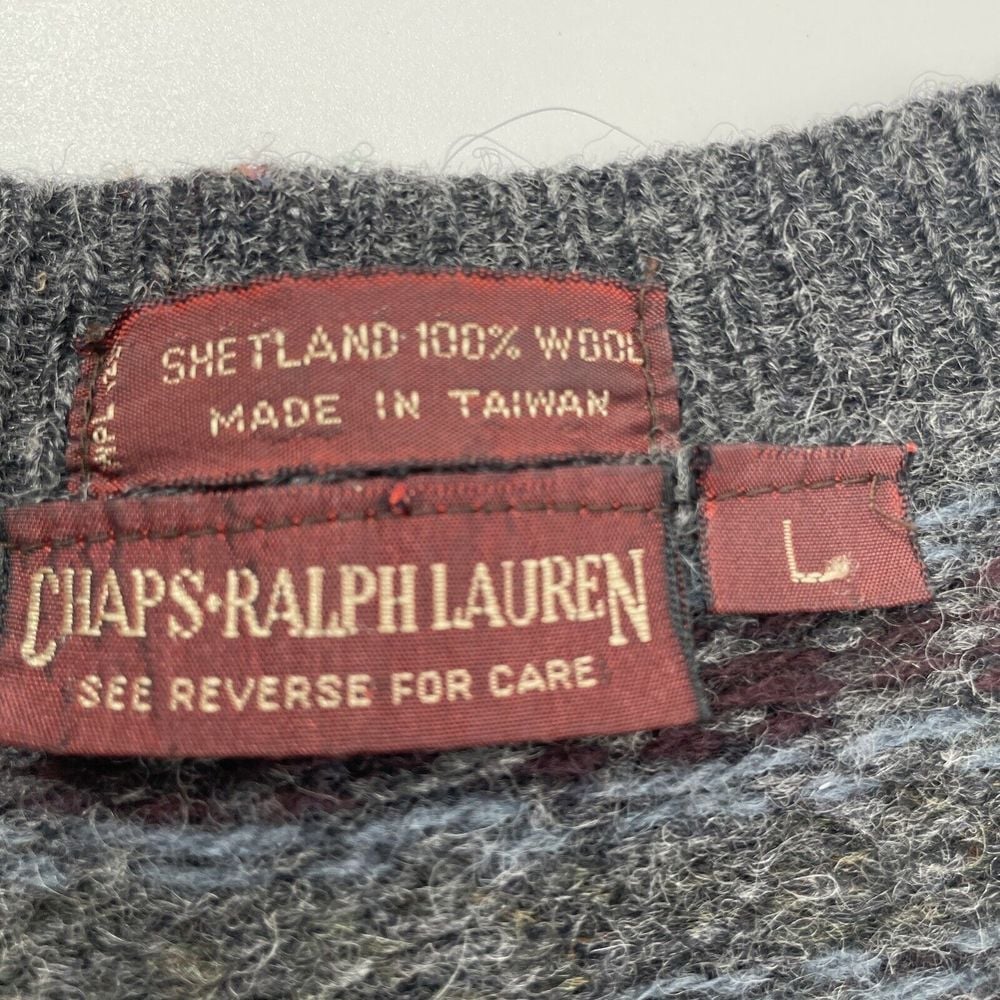 SHETLAND 100% WOOL
MADE IN TAIWAN
CHAPS·RALPH LAUREN
SEE REVERSE FOR CARE
L